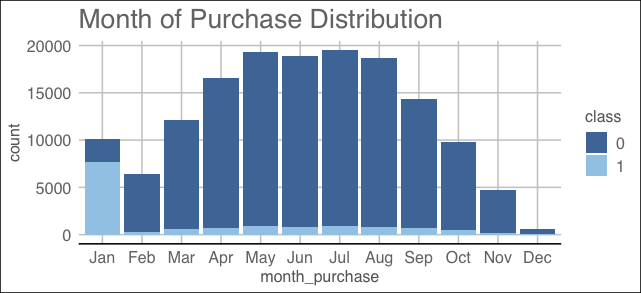 Month of Purchase Distribution
20000
15000
10000
5000
0
count
Jan Feb Mar Apr May Jun Jul Aug Sep Oct Nov Dec
month_purchase
class
0
1